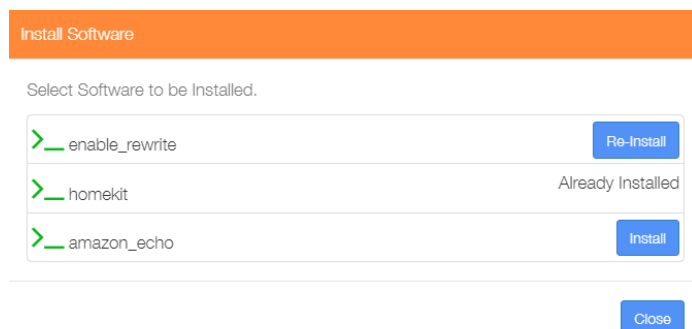 Install Software
Select Software to be Installed.
enable_rewrite Re-Install
homekit Already Installed
amazon_echo Install
Close